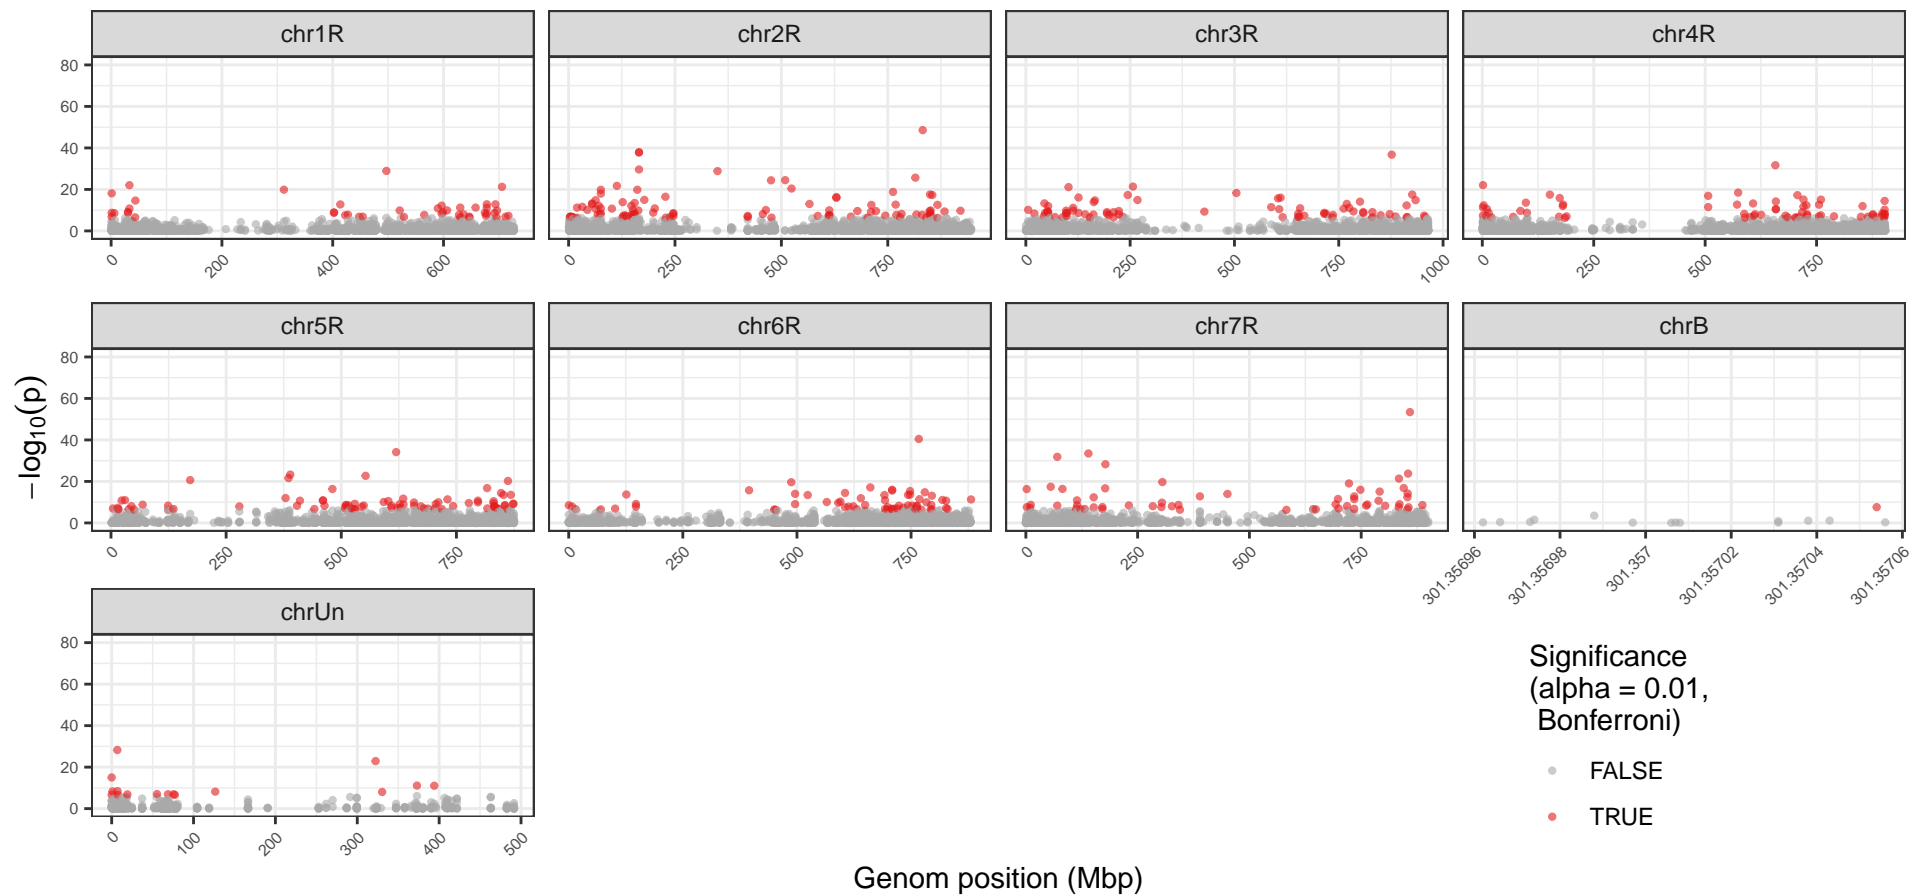 chr1R chr2R chr3R chr4R
80
60
40
20
0
0 200 400 600 0 250 500 750 0 250 500 750 1000 0 250 500 750
chr5R chr6R chr7R chrB
80
60
40
20
0
0 250 500 750 0 250 500 750 0 250 500 750 301.35696 301.35698 301.357 301.35702 301.35704 301.35706
−log₁₀(p)
chrUn
80
60
40
20
0
0 100 200 300 400 500
Significance
(alpha = 0.01,
Bonferroni)
FALSE
TRUE
Genom position (Mbp)